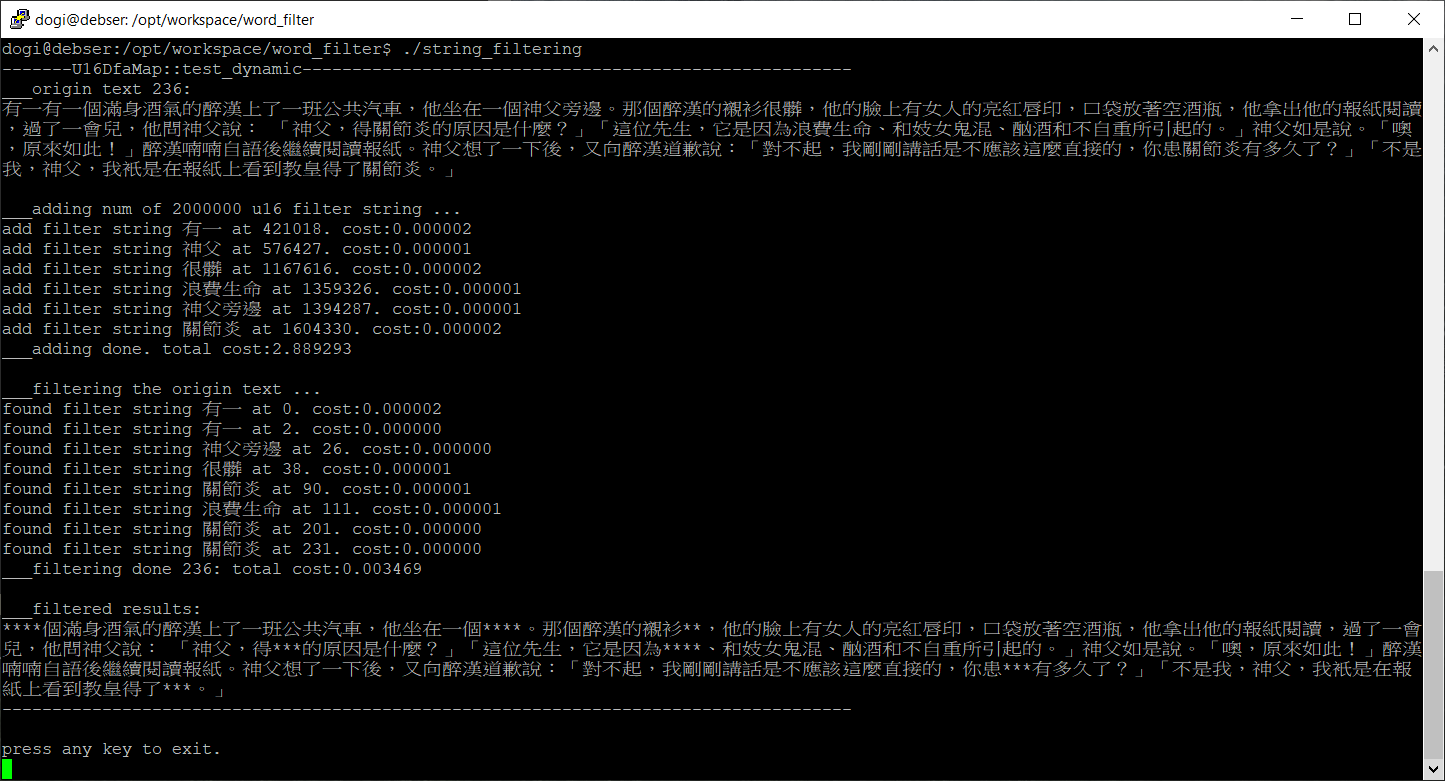 dogi@debser: /opt/workspace/word_filter
dogi@debser:/opt/workspace/word_filter$ ./string_filtering
-------U16DfaMap::test_dynamic-------------------------------------------------------
___origin text 236:
有一有一個滿身酒氣的醉漢上了一班公共汽車，他坐在一個神父旁邊。那個醉漢的襯衫很髒，他的臉上有女人的亮紅唇印，口袋放著空酒瓶，他拿出他的報紙閱讀
，過了一會兒，他問神父說： 「神父，得關節炎的原因是什麼？」「這位先生，它是因為浪費生命、和妓女鬼混、酗酒和不自重所引起的。」神父如是說。「噢
，原來如此！」醉漢喃喃自語後繼續閱讀報紙。神父想了一下後，又向醉漢道歉說：「對不起，我剛剛講話是不應該這麼直接的，你患關節炎有多久了？」「不是
我，神父，我衹是在報紙上看到教皇得了關節炎。」
___adding num of 2000000 u16 filter string ...
add filter string 有一 at 421018. cost:0.000002
add filter string 神父 at 576427. cost:0.000001
add filter string 很髒 at 1167616. cost:0.000002
add filter string 浪費生命 at 1359326. cost:0.000001
add filter string 神父旁邊 at 1394287. cost:0.000001
add filter string 關節炎 at 1604330. cost:0.000002
___adding done. total cost:2.889293
___filtering the origin text ...
found filter string 有一 at 0. cost:0.000002
found filter string 有一 at 2. cost:0.000000
found filter string 神父旁邊 at 26. cost:0.000000
found filter string 很髒 at 38. cost:0.000001
found filter string 關節炎 at 90. cost:0.000001
found filter string 浪費生命 at 111. cost:0.000001
found filter string 關節炎 at 201. cost:0.000000
found filter string 關節炎 at 231. cost:0.000000
___filtering done 236: total cost:0.003469
___filtered results:
****個滿身酒氣的醉漢上了一班公共汽車，他坐在一個****。那個醉漢的襯衫**，他的臉上有女人的亮紅唇印，口袋放著空酒瓶，他拿出他的報紙閱讀，過了一會
兒，他問神父說： 「神父，得***的原因是什麼？」「這位先生，它是因為****、和妓女鬼混、酗酒和不自重所引起的。」神父如是說。「噢，原來如此！」醉漢
喃喃自語後繼續閱讀報紙。神父想了一下後，又向醉漢道歉說：「對不起，我剛剛講話是不應該這麼直接的，你患***有多久了？」「不是我，神父，我衹是在報
紙上看到教皇得了***。」
-------------------------------------------------------------------------------------
press any key to exit.